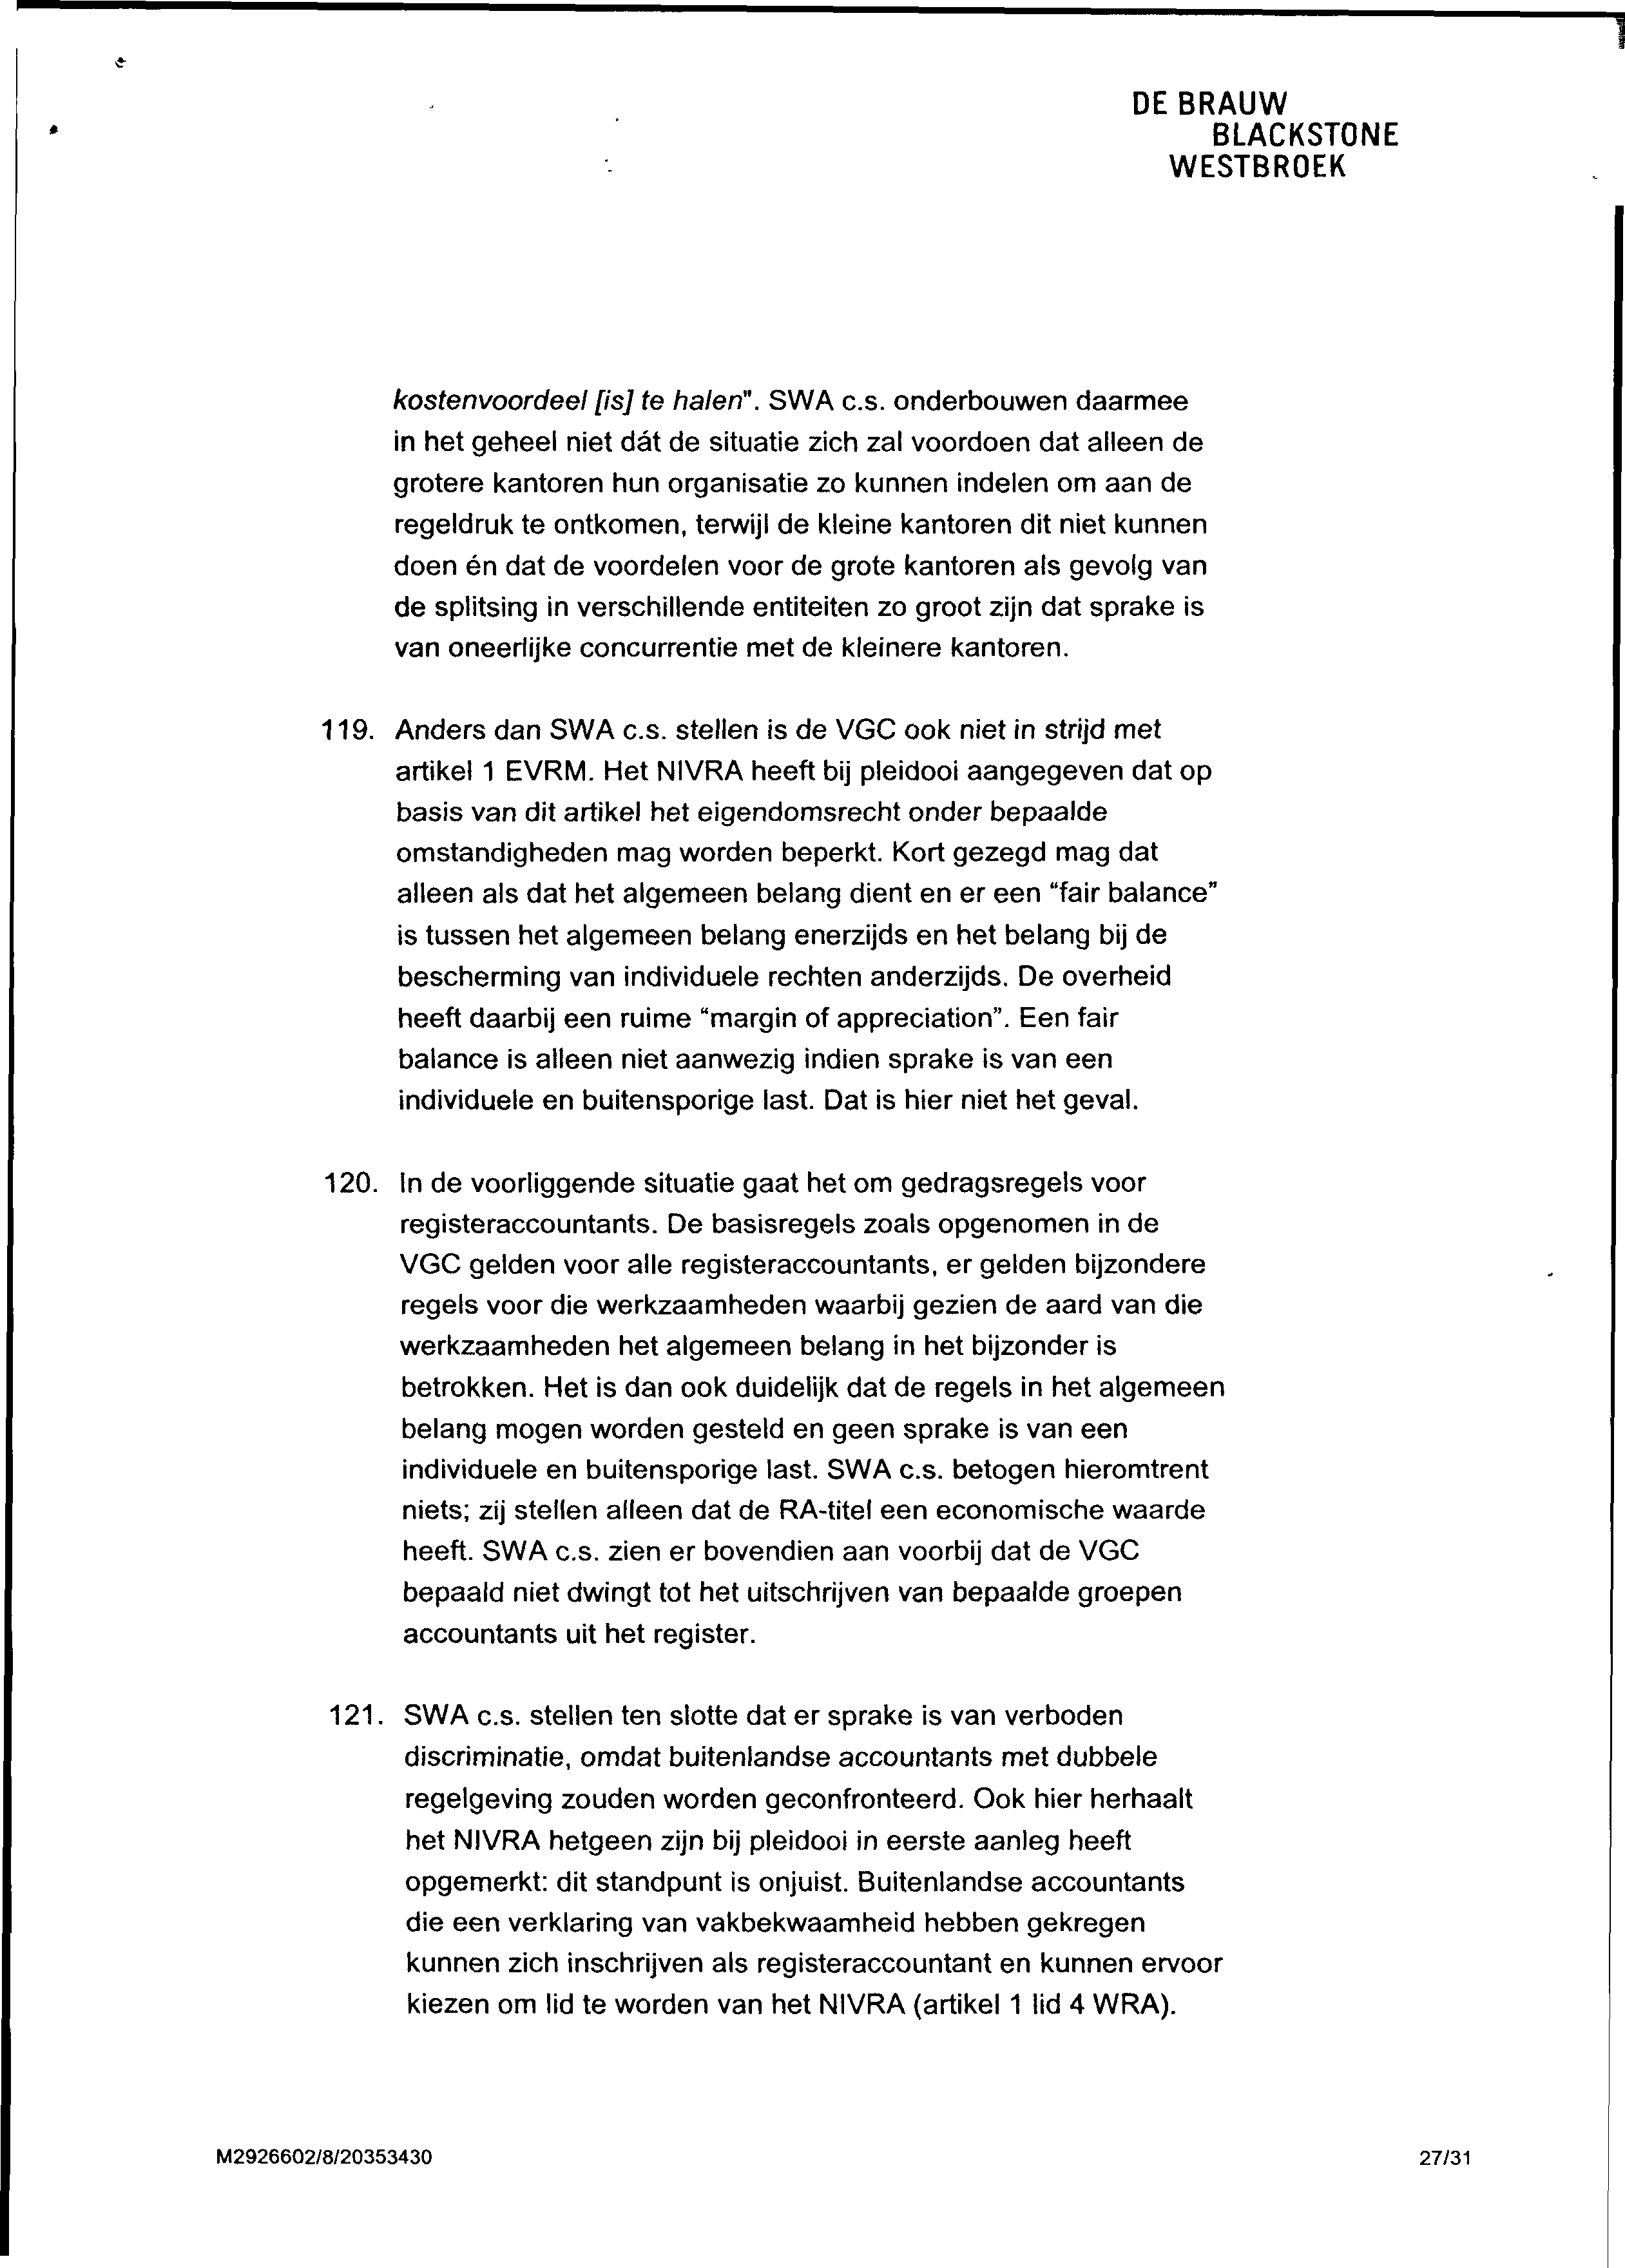 DE BRAUW
BLACKSTONE
WESTBROEK
kostenvoordeel [is] te halen". SWA c.s. onderbouwen daarmee
in het geheel niet dát de situatie zich zal voordoen dat alleen de
grotere kantoren hun organisatie zo kunnen indelen om aan de
regeldruk te ontkomen, terwijl de kleine kantoren dit niet kunnen
doen én dat de voordelen voor de grote kantoren als gevolg van
de splitsing in verschillende entiteiten zo groot zijn dat sprake is
van oneerlijke concurrentie met de kleinere kantoren.
119. Anders dan SWA c.s. stellen is de VGC ook niet in strijd met
artikel 1 EVRM. Het NIVRA heeft bij pleidooi aangegeven dat op
basis van dit artikel het eigendomsrecht onder bepaalde
omstandigheden mag worden beperkt. Kort gezegd mag dat
alleen als dat het algemeen belang dient en er een “fair balance”
is tussen het algemeen belang enerzijds en het belang bij de
bescherming van individuele rechten anderzijds. De overheid
heeft daarbij een ruime “margin of appreciation”. Een fair
balance is alleen niet aanwezig indien sprake is van een
individuele en buitensporige last. Dat is hier niet het geval.
120. In de voorliggende situatie gaat het om gedragsregels voor
registeraccountants. De basisregels zoals opgenomen in de
VGC gelden voor alle registeraccountants, er gelden bijzondere
regels voor die werkzaamheden waarbij gezien de aard van die
werkzaamheden het algemeen belang in het bijzonder is
betrokken. Het is dan ook duidelijk dat de regels in het algemeen
belang mogen worden gesteld en geen sprake is van een
individuele en buitensporige last. SWA c.s. betogen hieromtrent
niets; zij stellen alleen dat de RA-titel een economische waarde
heeft. SWA c.s. zien er bovendien aan voorbij dat de VGC
bepaald niet dwingt tot het uitschrijven van bepaalde groepen
accountants uit het register.
121. SWA c.s. stellen ten slotte dat er sprake is van verboden
discriminatie, omdat buitenlandse accountants met dubbele
regelgeving zouden worden geconfronteerd. Ook hier herhaalt
het NIVRA hetgeen zijn bij pleidooi in eerste aanleg heeft
opgemerkt: dit standpunt is onjuist. Buitenlandse accountants
die een verklaring van vakbekwaamheid hebben gekregen
kunnen zich inschrijven als registeraccountant en kunnen ervoor
kiezen om lid te worden van het NIVRA (artikel 1 lid 4 WRA).
M2926602/8/20353430
27/31